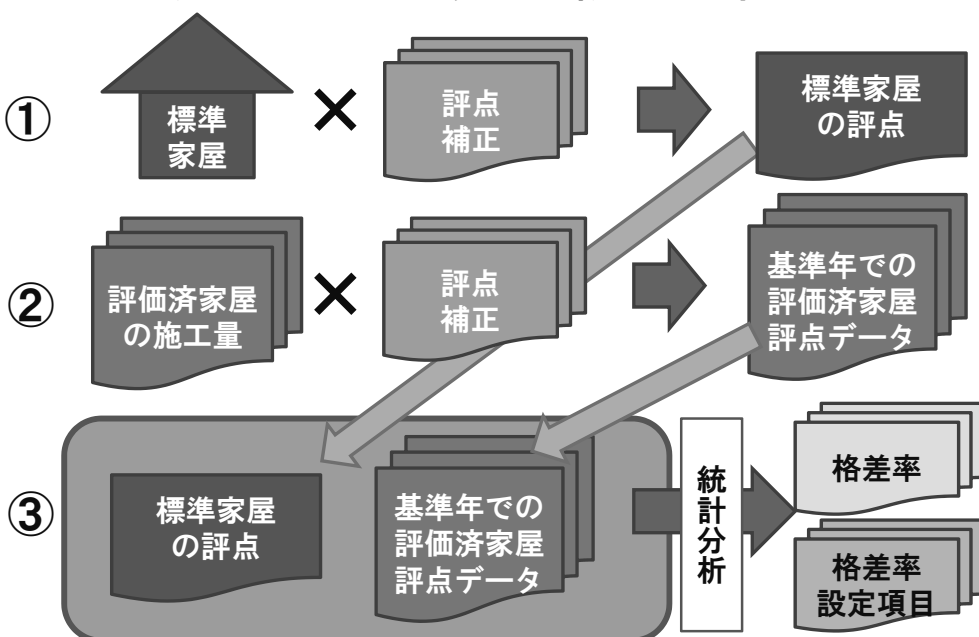 ①
標準
家屋
×
評点
補正
標準家屋
の評点
②
評価済家屋
の施工量
×
評点
補正
基準年での
評価済家屋
評点データ
③
標準家屋
の評点
基準年での
評価済家屋
評点データ
統計分析
格差率
格差率
設定項目